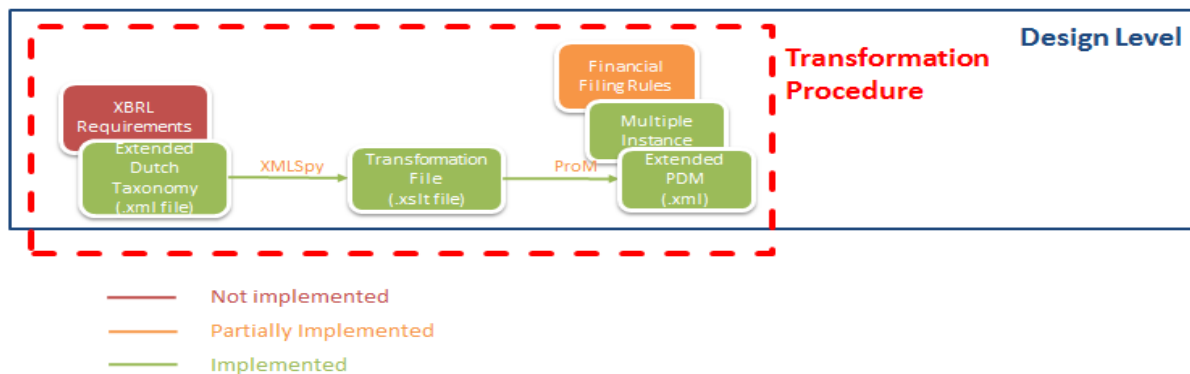 Design Level
Transformation
Procedure
Financial
Filing Rules
XBRL
Requirements
Multiple
Instance
Extended
Dutch
Taxonomy
(.xml file)
XMLSpy
Transformation
File
(.xslt file)
ProM
Extended
PDM
(.xml)
Not implemented
Partially Implemented
Implemented